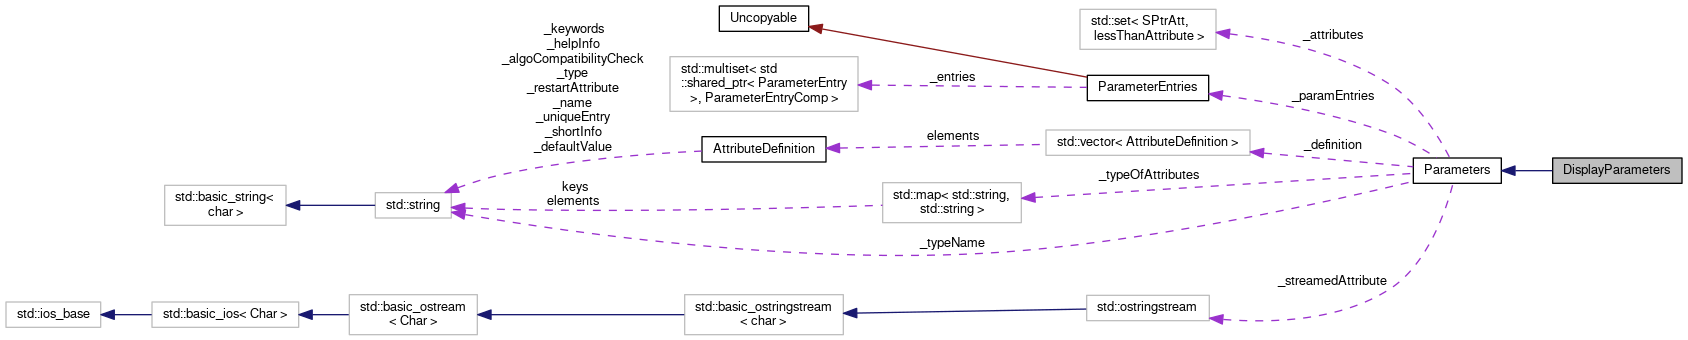 _keywords
_helpInfo
_algoCompatibilityCheck
_type
_restartAttribute
_name
_uniqueEntry
_shortInfo
_defaultValue
Uncopyable
std::set< SPtrAtt,
lessThanAttribute >
_attributes
std::multiset< std
::shared_ptr< ParameterEntry
>, ParameterEntryComp >
_entries
ParameterEntries
_paramEntries
AttributeDefinition
elements
std::vector< AttributeDefinition >
_definition
Parameters
DisplayParameters
std::basic_string<
char >
std::string
keys
elements
std::map< std::string,
std::string >
_typeOfAttributes
_typeName
_streamedAttribute
std::ios_base
std::basic_ios< Char >
std::basic_ostream
< Char >
std::basic_ostringstream
< char >
std::ostringstream